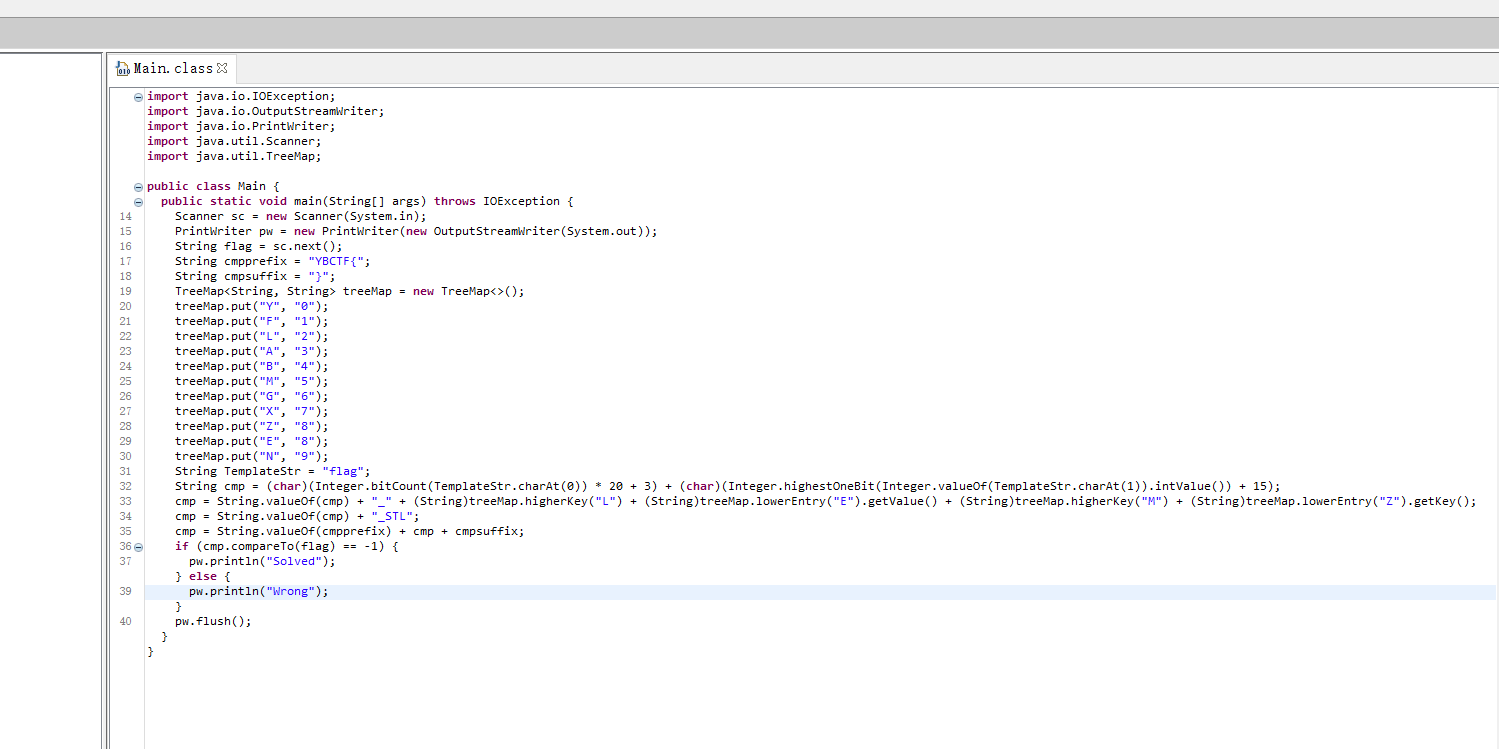 Main.class
import java.io.IOException;
import java.io.OutputStreamWriter;
import java.io.PrintWriter;
import java.util.Scanner;
import java.util.TreeMap;
public class Main {
public static void main(String[] args) throws IOException {
14 Scanner sc = new Scanner(System.in);
15 PrintWriter pw = new PrintWriter(new OutputStreamWriter(System.out));
16 String flag = sc.next();
17 String cmpprefix = "YBCTF{";
18 String cmpsuffix = "}";
19 TreeMap<String, String> treeMap = new TreeMap<>();
20 treeMap.put("Y", "0");
21 treeMap.put("F", "1");
22 treeMap.put("L", "2");
23 treeMap.put("A", "3");
24 treeMap.put("B", "4");
25 treeMap.put("M", "5");
26 treeMap.put("G", "6");
27 treeMap.put("X", "7");
28 treeMap.put("Z", "8");
29 treeMap.put("E", "8");
30 treeMap.put("N", "9");
31 String TemplateStr = "flag";
32 String cmp = (char)(Integer.bitCount(TemplateStr.charAt(0)) * 20 + 3) + (char)(Integer.highestOneBit(Integer.valueOf(TemplateStr.charAt(1)).intValue()) + 15);
33 cmp = String.valueOf(cmp) + "_" + (String)treeMap.higherKey("L") + (String)treeMap.lowerEntry("E").getValue() + (String)treeMap.higherKey("M") + (String)treeMap.lowerEntry("Z").getKey();
34 cmp = String.valueOf(cmp) + "_STL";
35 cmp = String.valueOf(cmpprefix) + cmp + cmpsuffix;
36 if (cmp.compareTo(flag) == -1) {
37 pw.println("Solved");
} else {
39 pw.println("Wrong");
}
40 pw.flush();
}
}